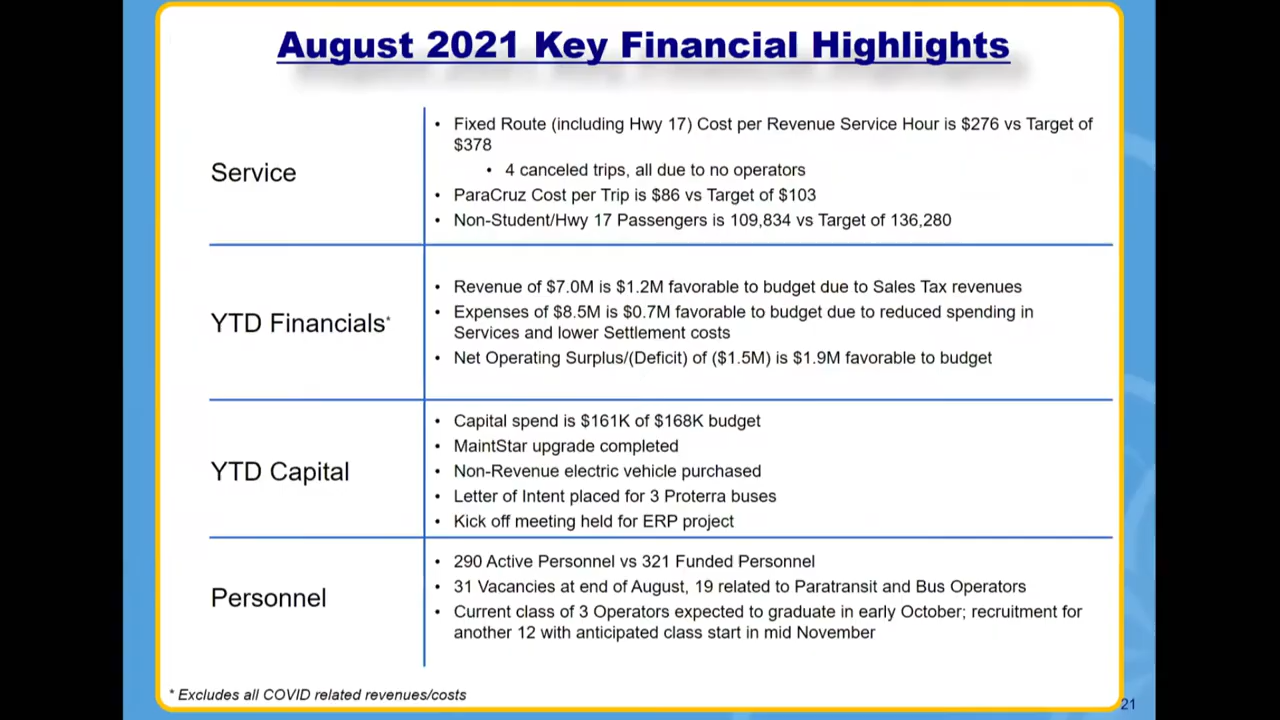 August 2021 Key Financial Highlights
Service
• Fixed Route (including Hwy 17) Cost per Revenue Service Hour is $276 vs Target of
$378
• 4 canceled trips, all due to no operators
• ParaCruz Cost per Trip is $86 vs Target of $103
• Non-Student/Hwy 17 Passengers is 109,834 vs Target of 136,280
YTD Financials*
• Revenue of $7.0M is $1.2M favorable to budget due to Sales Tax revenues
• Expenses of $8.5M is $0.7M favorable to budget due to reduced spending in
Services and lower Settlement costs
• Net Operating Surplus/(Deficit) of ($1.5M) is $1.9M favorable to budget
YTD Capital
• Capital spend is $161K of $168K budget
• MaintStar upgrade completed
• Non-Revenue electric vehicle purchased
• Letter of Intent placed for 3 Proterra buses
• Kick off meeting held for ERP project
Personnel
• 290 Active Personnel vs 321 Funded Personnel
• 31 Vacancies at end of August, 19 related to Paratransit and Bus Operators
• Current class of 3 Operators expected to graduate in early October; recruitment for
another 12 with anticipated class start in mid November
* Excludes all COVID related revenues/costs
21